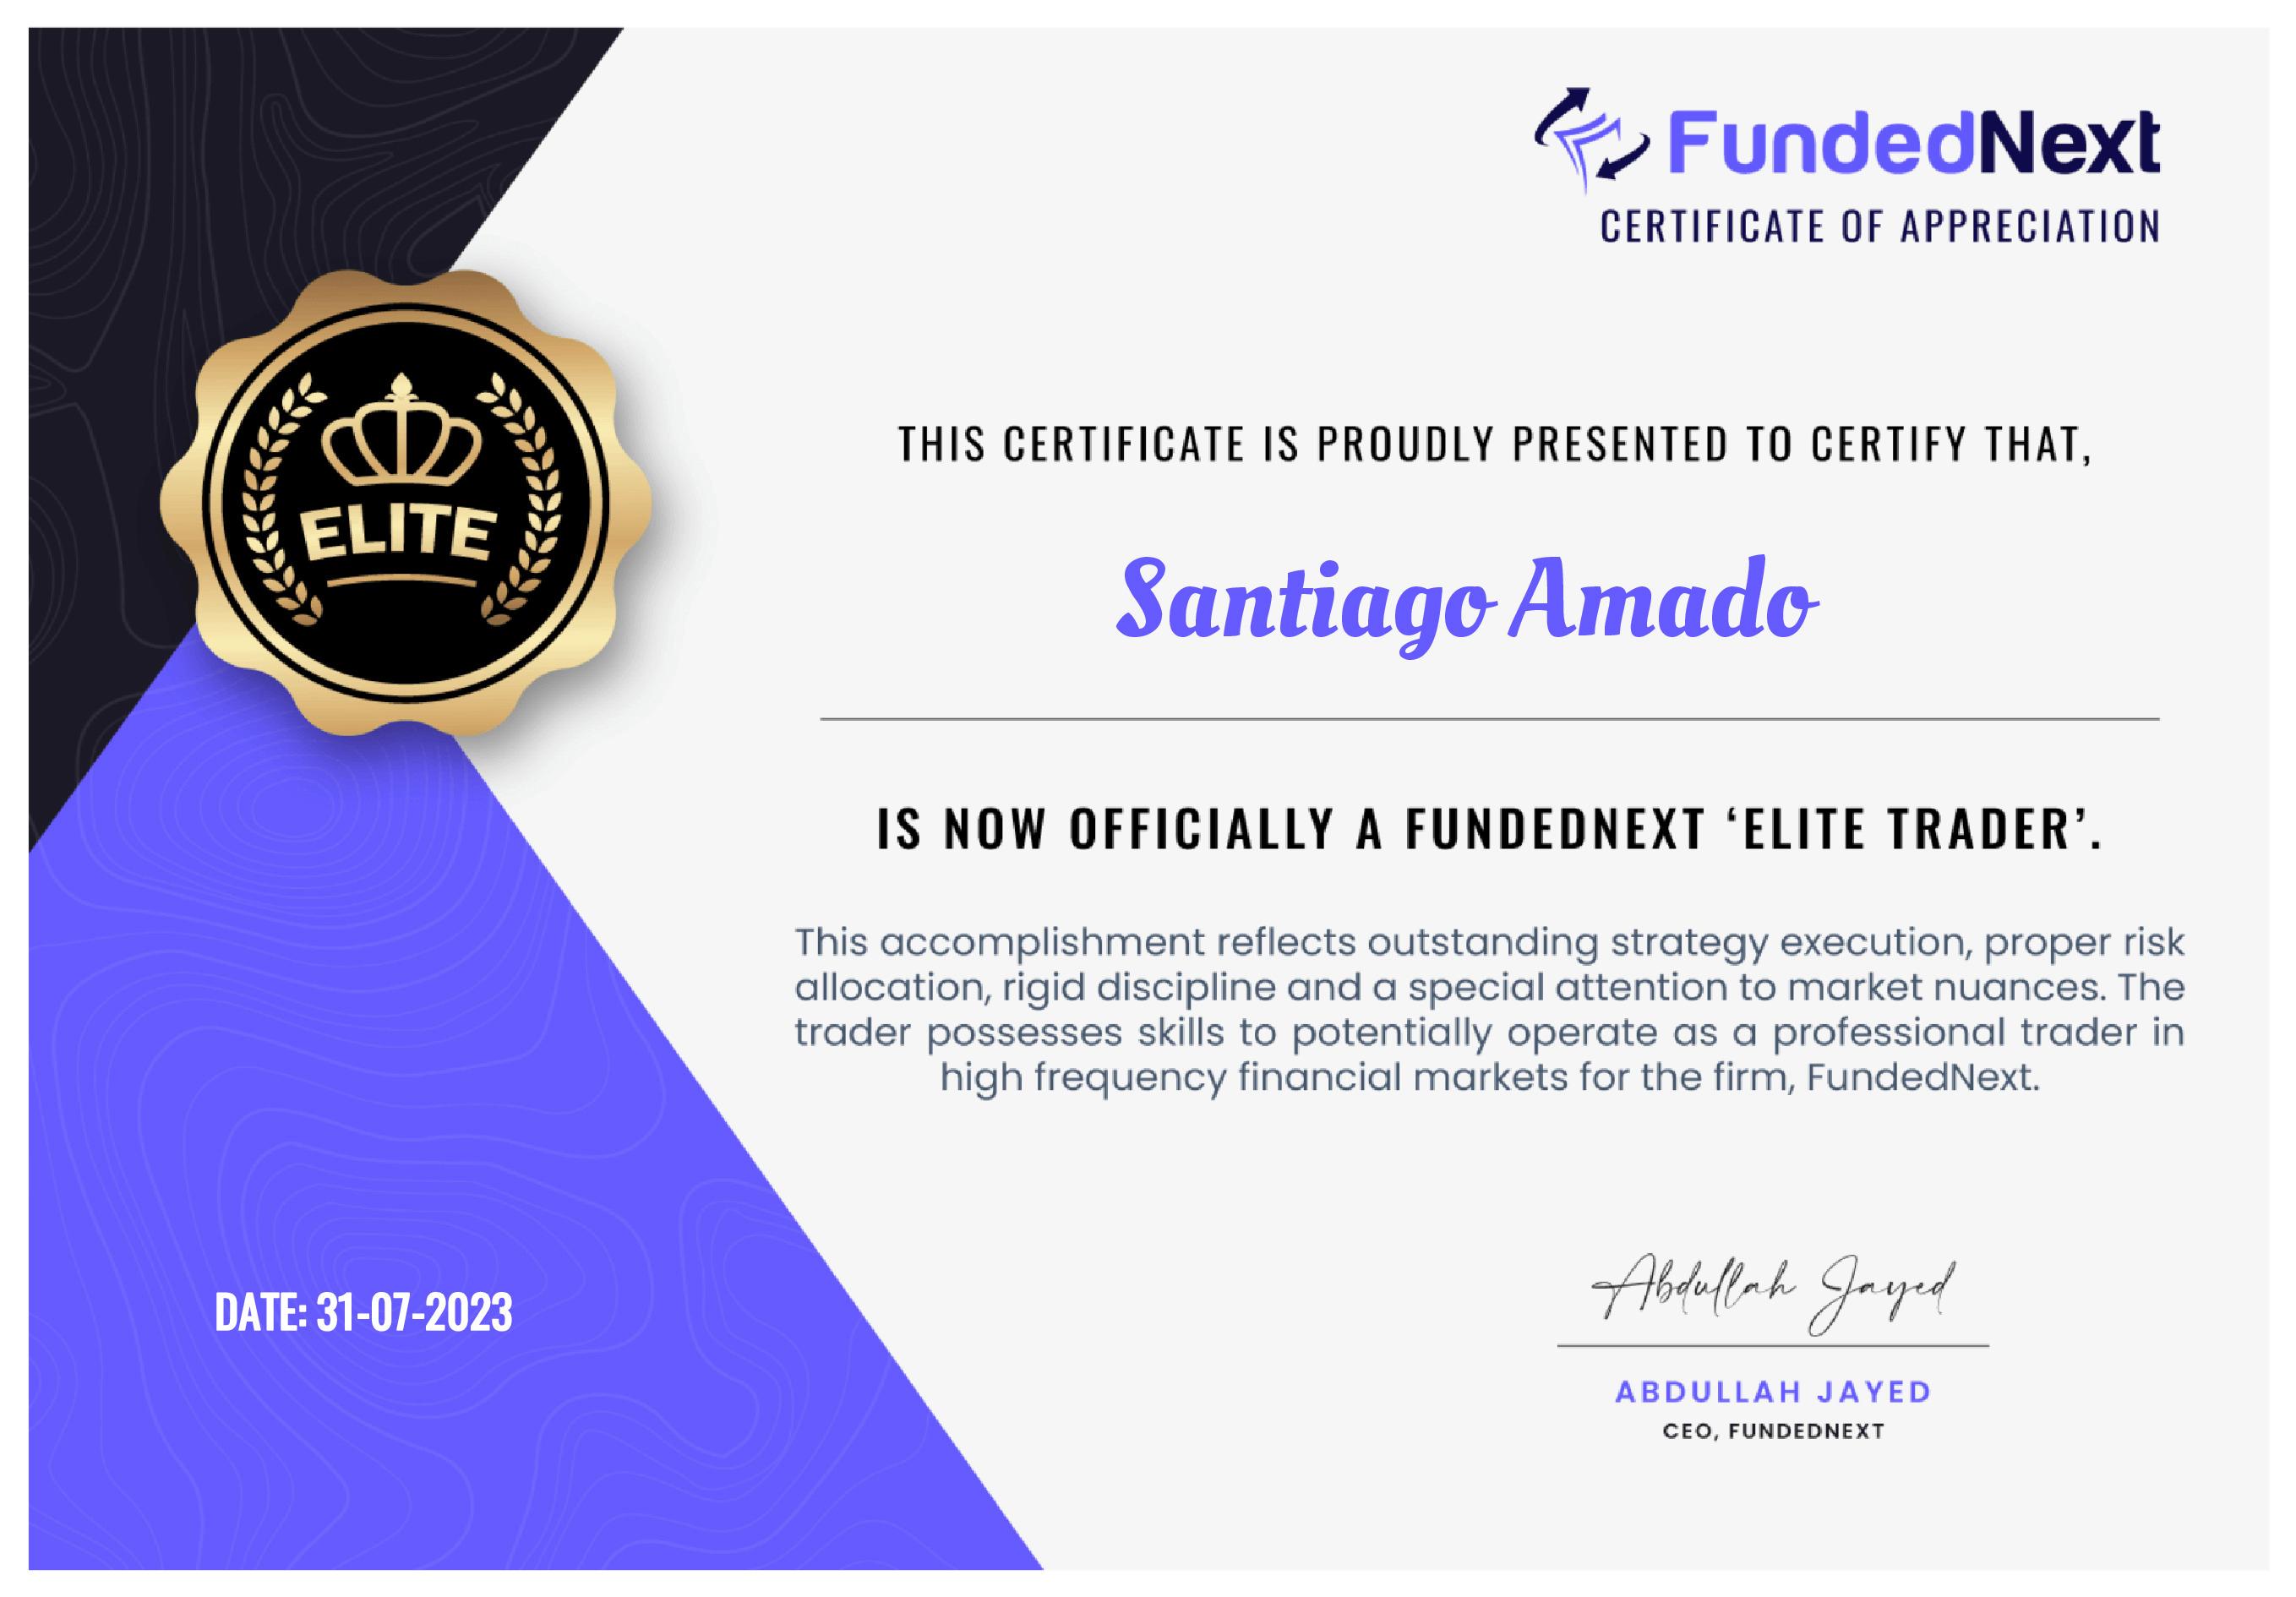 FundedNext
CERTIFICATE OF APPRECIATION
ELITE
THIS CERTIFICATE IS PROUDLY PRESENTED TO CERTIFY THAT,
Santiago Amado
IS NOW OFFICIALLY A FUNDEDNEXT ‘ELITE TRADER’.
This accomplishment reflects outstanding strategy execution, proper risk
allocation, rigid discipline and a special attention to market nuances. The
trader possesses skills to potentially operate as a professional trader in
high frequency financial markets for the firm, FundedNext.
DATE: 31-07-2023
Abdullah Jayed
ABDULLAH JAYED
CEO, FUNDEDNEXT